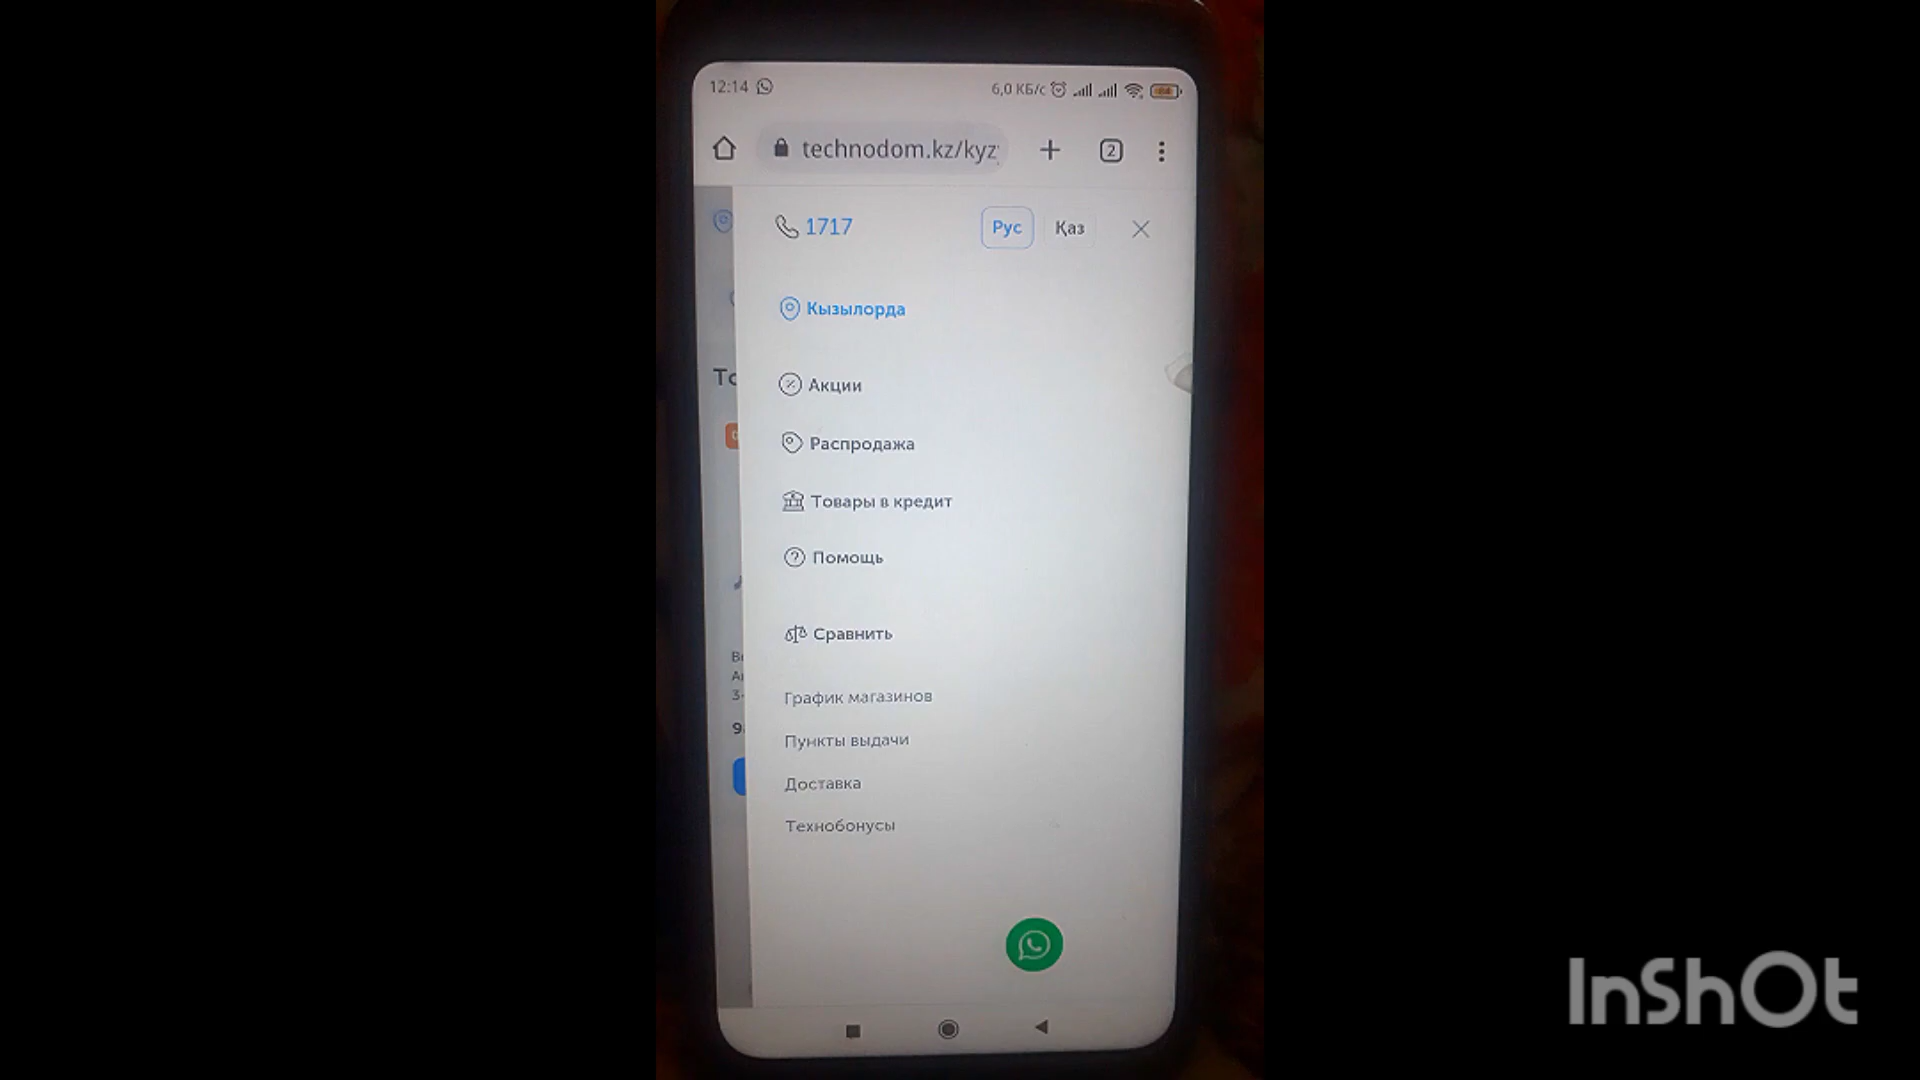 12:14 6,0 КБ/с 64
technodom.kz/kyz 2
1717 Рус Қаз
Кызылорда
Акции
Распродажа
Товары в кредит
Помощь
Сравнить
График магазинов
Пункты выдачи
Доставка
Технобонусы
InShOt